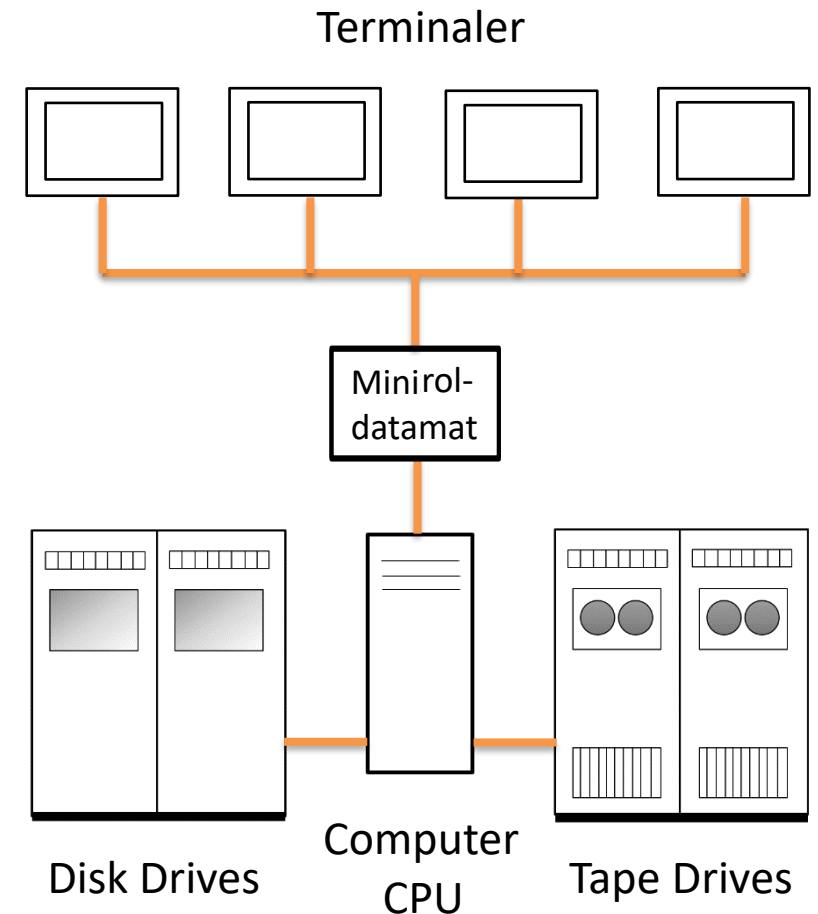 Terminaler
Minirol-
datamat
Disk Drives
Computer
CPU
Tape Drives